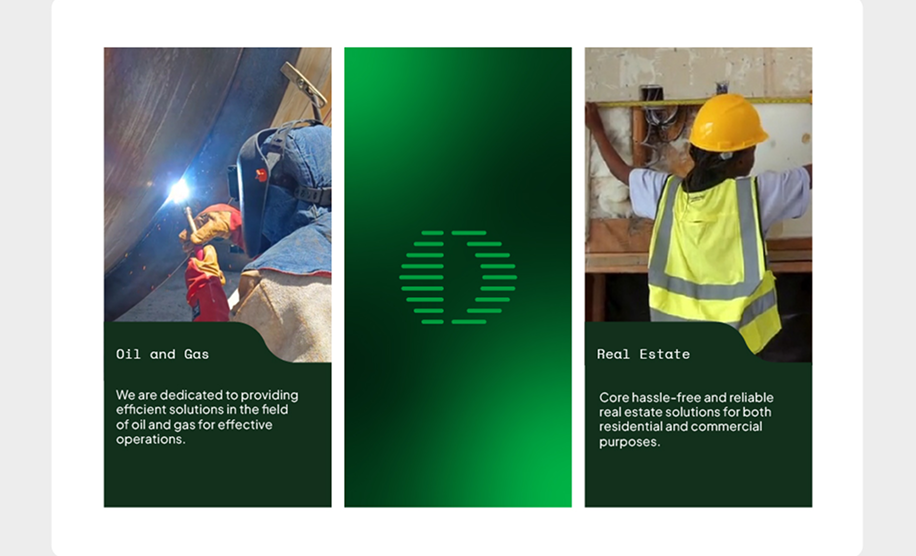 Oil and Gas
We are dedicated to providing
efficient solutions in the field
of oil and gas for effective
operations.
Real Estate
Core hassle-free and reliable
real estate solutions for both
residential and commercial
purposes.